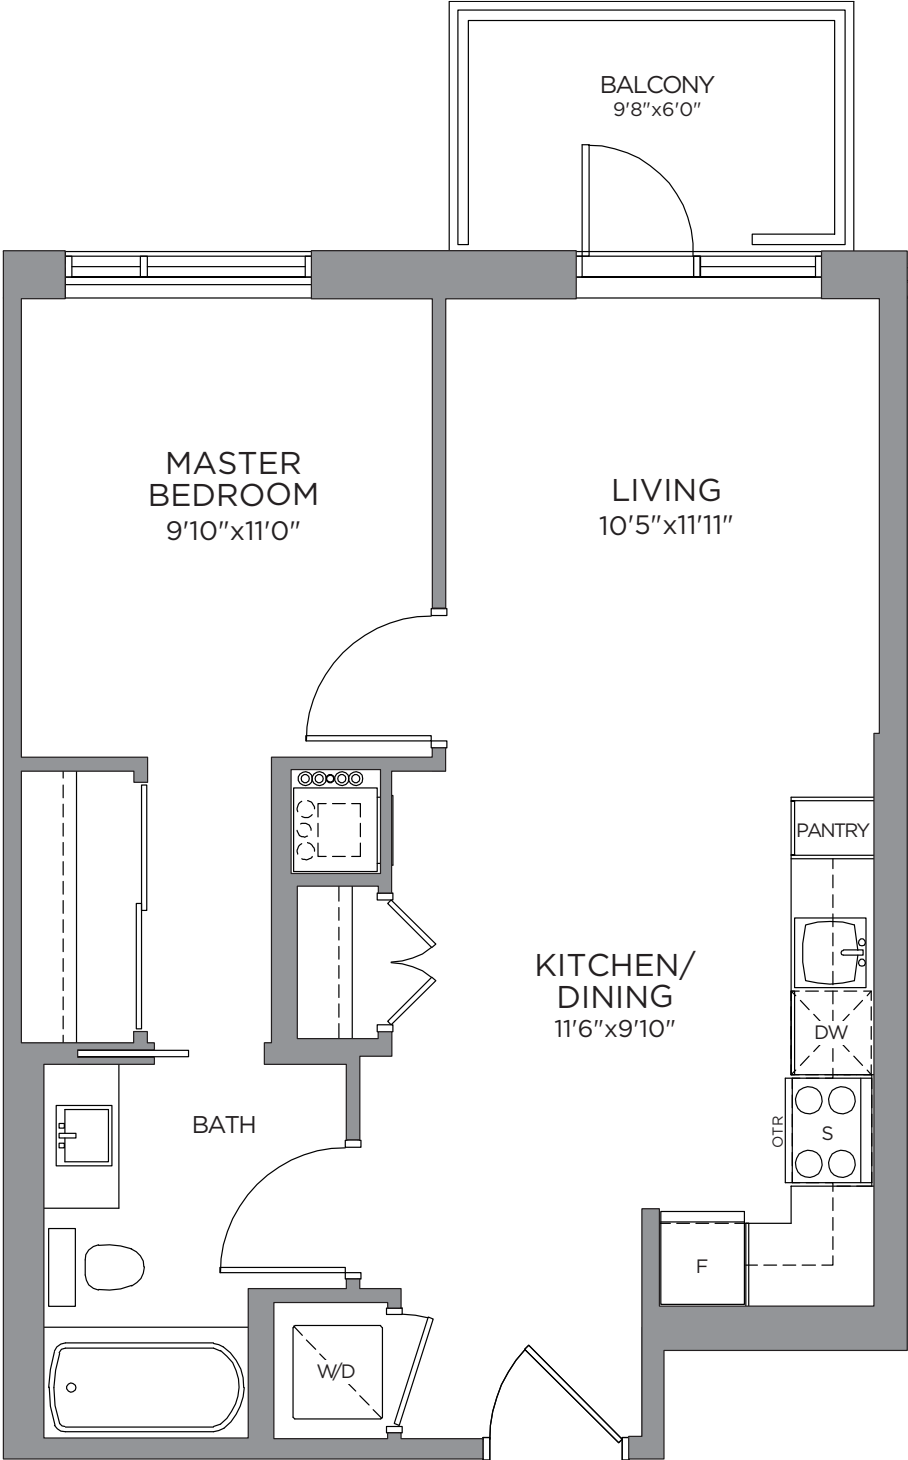 BALCONY
9'8"x6'0"
MASTER
BEDROOM
9'10"x11'0"
LIVING
10'5"x11'11"
PANTRY
KITCHEN/
DINING
11'6"x9'10"
DW
BATH
OTR
S
F
W/D